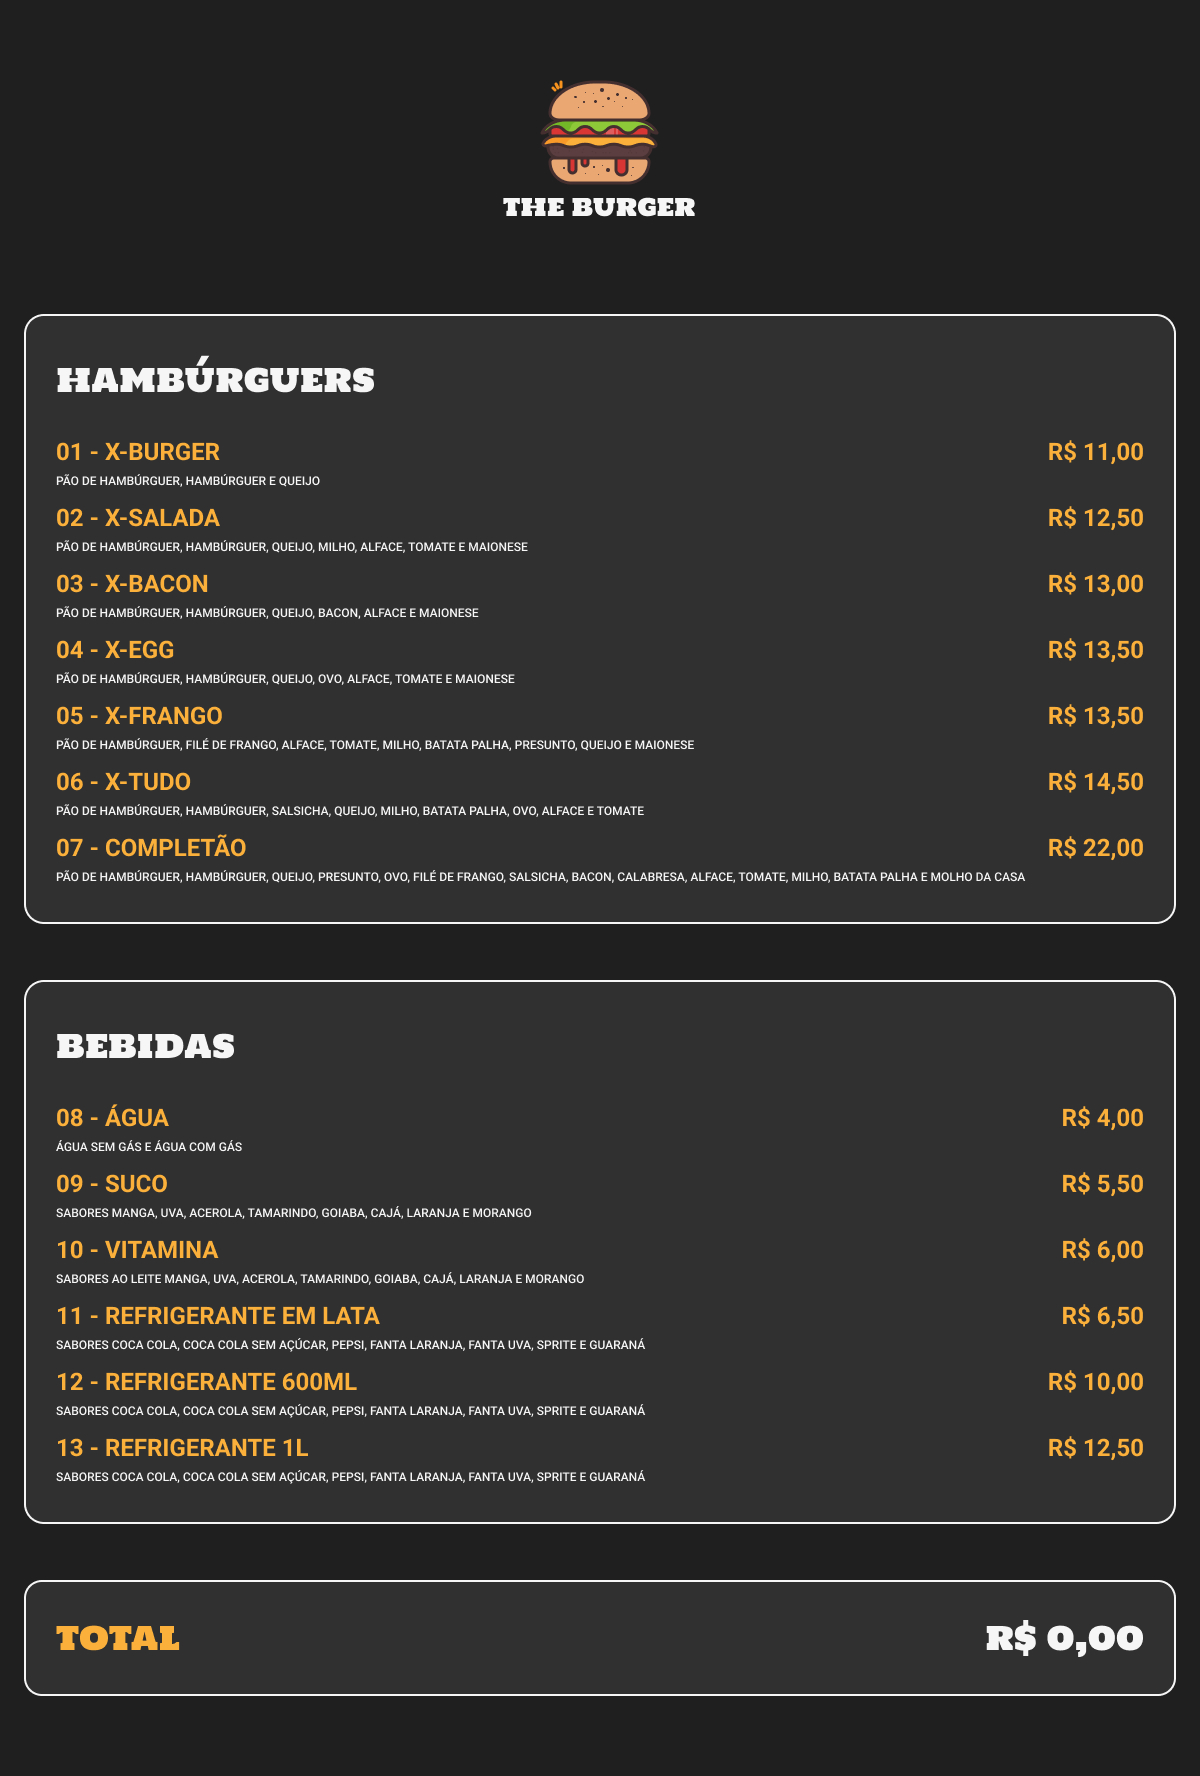 THE BURGER
HAMBÚRGUERS
01 - X-BURGER R$ 11,00
PÃO DE HAMBÚRGUER, HAMBÚRGUER E QUEIJO
02 - X-SALADA R$ 12,50
PÃO DE HAMBÚRGUER, HAMBÚRGUER, QUEIJO, MILHO, ALFACE, TOMATE E MAIONESE
03 - X-BACON R$ 13,00
PÃO DE HAMBÚRGUER, HAMBÚRGUER, QUEIJO, BACON, ALFACE E MAIONESE
04 - X-EGG R$ 13,50
PÃO DE HAMBÚRGUER, HAMBÚRGUER, QUEIJO, OVO, ALFACE, TOMATE E MAIONESE
05 - X-FRANGO R$ 13,50
PÃO DE HAMBÚRGUER, FILÉ DE FRANGO, ALFACE, TOMATE, MILHO, BATATA PALHA, PRESUNTO, QUEIJO E MAIONESE
06 - X-TUDO R$ 14,50
PÃO DE HAMBÚRGUER, HAMBÚRGUER, SALSICHA, QUEIJO, MILHO, BATATA PALHA, OVO, ALFACE E TOMATE
07 - COMPLETÃO R$ 22,00
PÃO DE HAMBÚRGUER, HAMBÚRGUER, QUEIJO, PRESUNTO, OVO, FILÉ DE FRANGO, SALSICHA, BACON, CALABRESA, ALFACE, TOMATE, MILHO, BATATA PALHA E MOLHO DA CASA
BEBIDAS
08 - ÁGUA R$ 4,00
ÁGUA SEM GÁS E ÁGUA COM GÁS
09 - SUCO R$ 5,50
SABORES MANGA, UVA, ACEROLA, TAMARINDO, GOIABA, CAJÁ, LARANJA E MORANGO
10 - VITAMINA R$ 6,00
SABORES AO LEITE MANGA, UVA, ACEROLA, TAMARINDO, GOIABA, CAJÁ, LARANJA E MORANGO
11 - REFRIGERANTE EM LATA R$ 6,50
SABORES COCA COLA, COCA COLA SEM AÇÚCAR, PEPSI, FANTA LARANJA, FANTA UVA, SPRITE E GUARANÁ
12 - REFRIGERANTE 600ML R$ 10,00
SABORES COCA COLA, COCA COLA SEM AÇÚCAR, PEPSI, FANTA LARANJA, FANTA UVA, SPRITE E GUARANÁ
13 - REFRIGERANTE 1L R$ 12,50
SABORES COCA COLA, COCA COLA SEM AÇÚCAR, PEPSI, FANTA LARANJA, FANTA UVA, SPRITE E GUARANÁ
TOTAL R$ 0,00